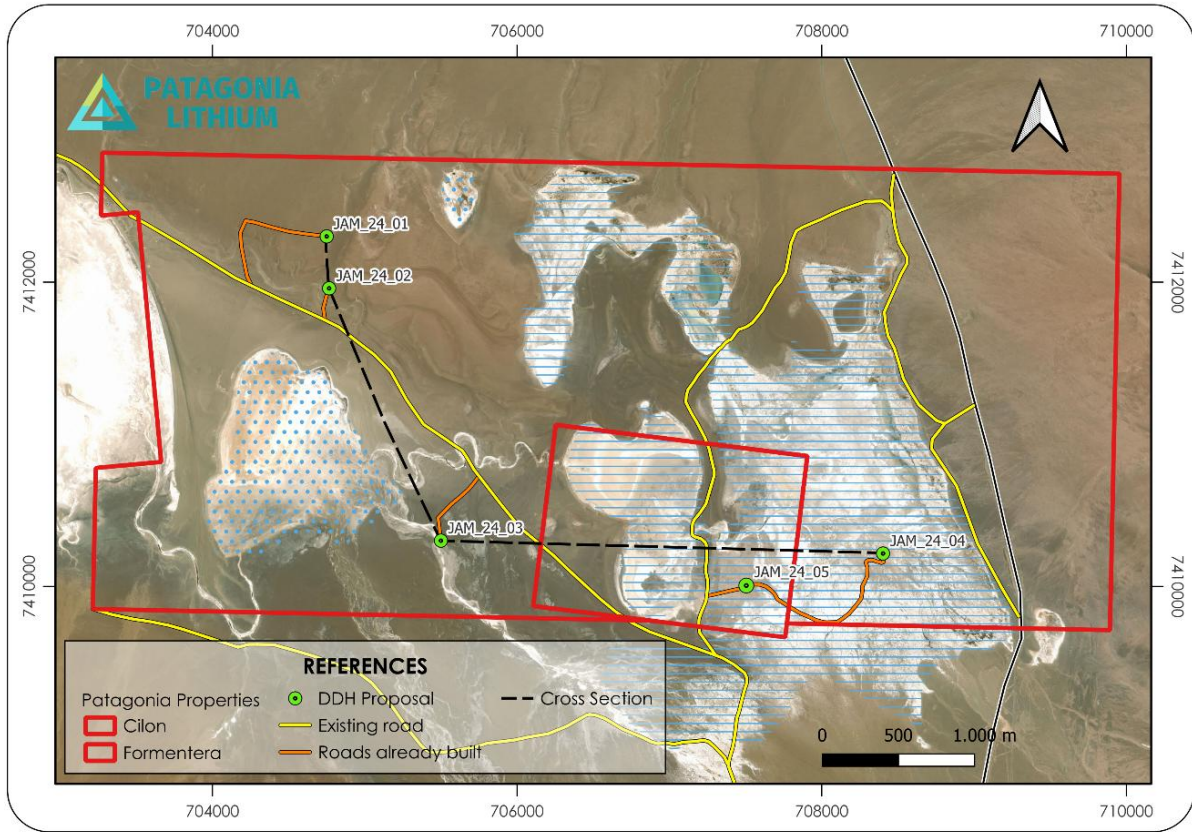 704000 706000 708000 710000
PATAGONIA
LITHIUM
JAM_24_01
JAM_24_02
7412000
7412000
JAM_24_03
JAM_24_04
JAM_24_05
7410000
7410000
REFERENCES
Patagonia Properties
Cilon
Formentera
DDH Proposal
Existing road
Roads already built
Cross Section
0 500 1.000 m
704000 706000 708000 710000